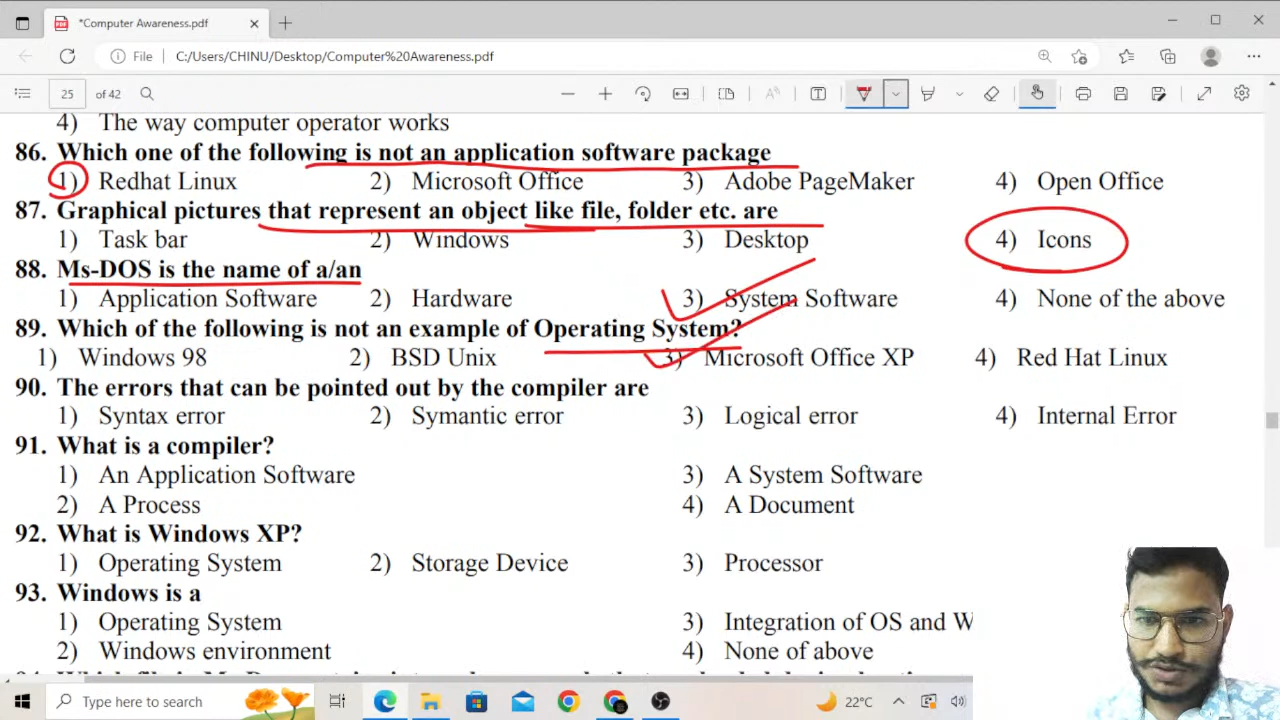 *Computer Awareness.pdf
File C:/Users/CHINU/Desktop/Computer%20Awareness.pdf
25 of 42
4) The way computer operator works
86. Which one of the following is not an application software package
1) Redhat Linux 2) Microsoft Office 3) Adobe PageMaker 4) Open Office
87. Graphical pictures that represent an object like file, folder etc. are
1) Task bar 2) Windows 3) Desktop 4) Icons
88. Ms-DOS is the name of a/an
1) Application Software 2) Hardware 3) System Software 4) None of the above
89. Which of the following is not an example of Operating System?
1) Windows 98 2) BSD Unix 3) Microsoft Office XP 4) Red Hat Linux
90. The errors that can be pointed out by the compiler are
1) Syntax error 2) Symantic error 3) Logical error 4) Internal Error
91. What is a compiler?
1) An Application Software 3) A System Software
2) A Process 4) A Document
92. What is Windows XP?
1) Operating System 2) Storage Device 3) Processor
93. Windows is a
1) Operating System 3) Integration of OS and W
2) Windows environment 4) None of above
Type here to search 22°C